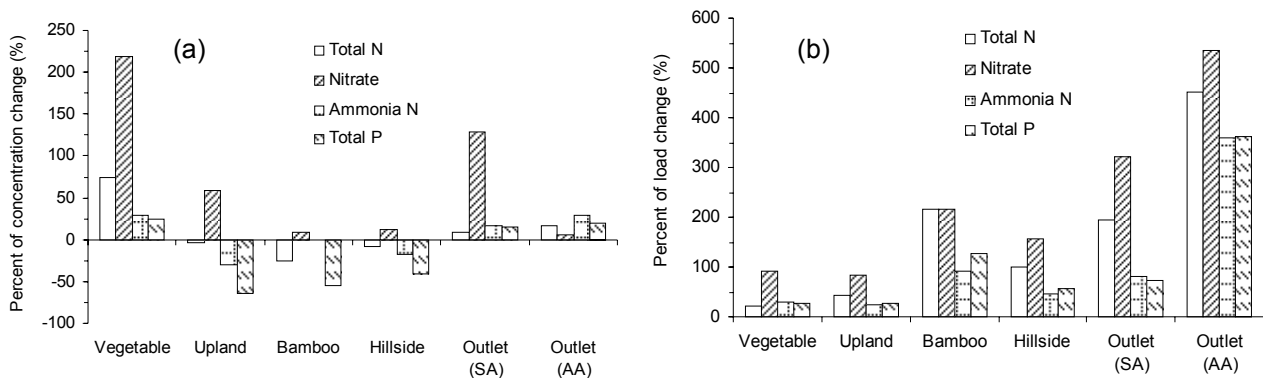 (a)
Percent of concentration change (%)
250
200
150
100
50
0
-50
-100
Total N
Nitrate
Ammonia N
Total P
Vegetable
Upland
Bamboo
Hillside
Outlet
(SA)
Outlet
(AA)
(b)
Percent of load change (%)
600
500
400
300
200
100
0
Total N
Nitrate
Ammonia N
Total P
Vegetable
Upland
Bamboo
Hillside
Outlet
(SA)
Outlet
(AA)